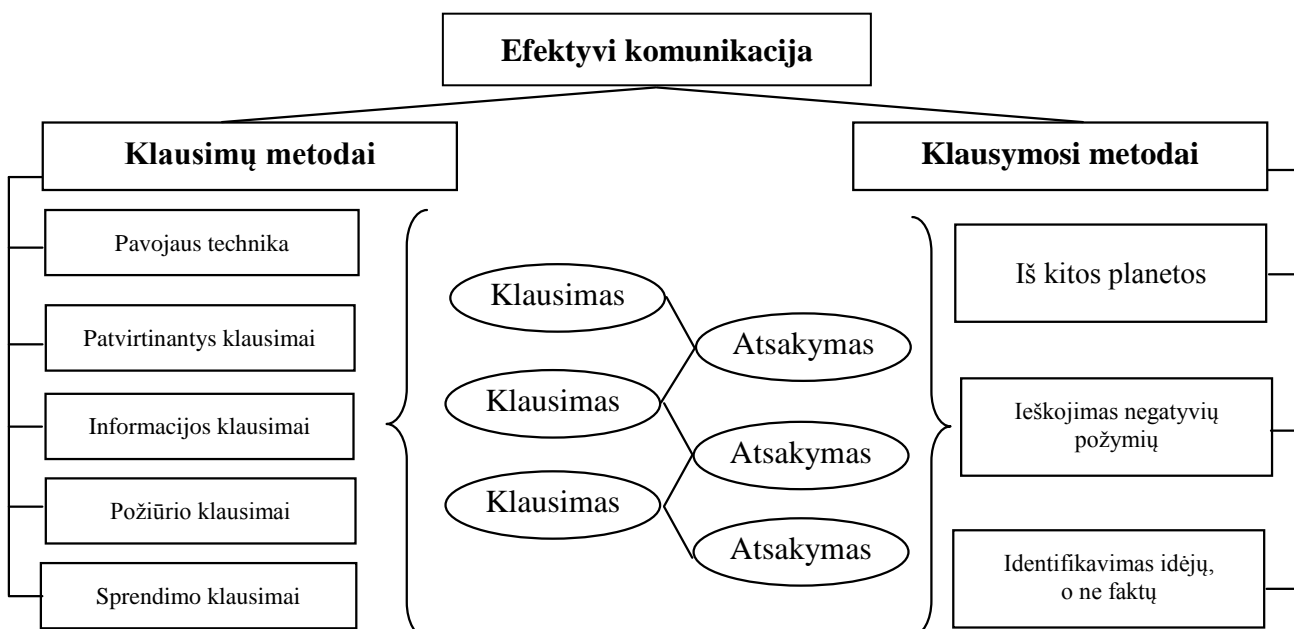 Efektyvi komunikacija
Klausimų metodai
Klausymosi metodai
Pavojaus technika
Patvirtinantys klausimai
Informacijos klausimai
Požiūrio klausimai
Sprendimo klausimai
Klausimas
Atsakymas
Klausimas
Atsakymas
Klausimas
Atsakymas
Iš kitos planetos
Ieškojimas negatyvių
požymių
Identifikavimas idėjų,
o ne faktų